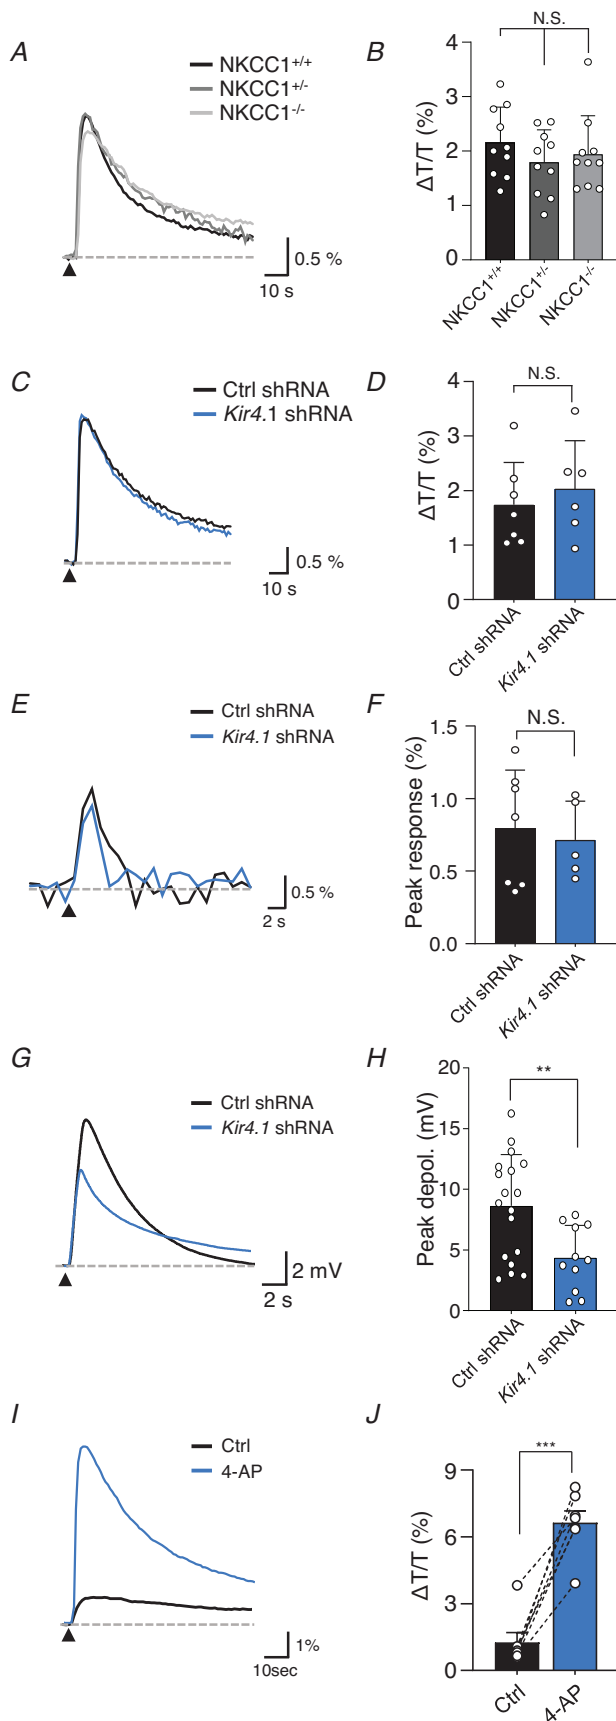 A
NKCC1+/+
NKCC1+/-
NKCC1-/-
0.5 %
10 s
B
N.S.
4
3
2
1
0
ΔT/T (%)
NKCC1+/+
NKCC1+/-
NKCC1-/-
C
Ctrl shRNA
Kir4.1 shRNA
0.5 %
10 s
D
N.S.
4
3
2
1
0
ΔT/T (%)
Ctrl shRNA
Kir4.1 shRNA
E
Ctrl shRNA
Kir4.1 shRNA
0.5 %
2 s
F
N.S.
1.5
1.0
0.5
0.0
Peak response (%)
Ctrl shRNA
Kir4.1 shRNA
G
Ctrl shRNA
Kir4.1 shRNA
2 mV
2 s
H
**
20
15
10
5
0
Peak depol. (mV)
Ctrl shRNA
Kir4.1 shRNA
I
Ctrl
4-AP
1%
10sec
J
***
9
6
3
0
ΔT/T (%)
Ctrl
4-AP